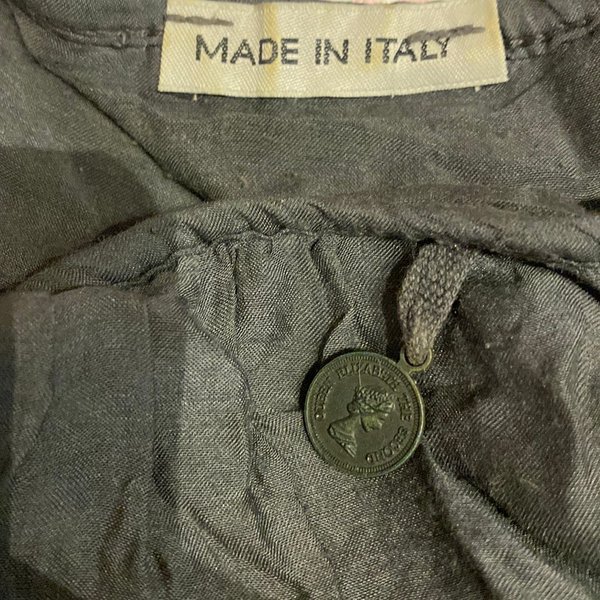 MADE IN ITALY
QUEEN ELIZABETH THE SECOND